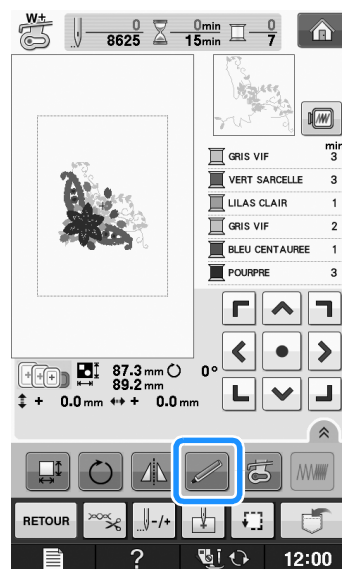 W±
0
8625
0min
15min
0
7
min
GRIS VIF 3
VERT SARCELLE 3
LILAS CLAIR 1
GRIS VIF 2
BLEU CENTAUREE 1
POURPRE 3
87.3 mm 0°
89.2 mm
+ 0.0 mm + 0.0 mm
RETOUR -/+
? i 12:00